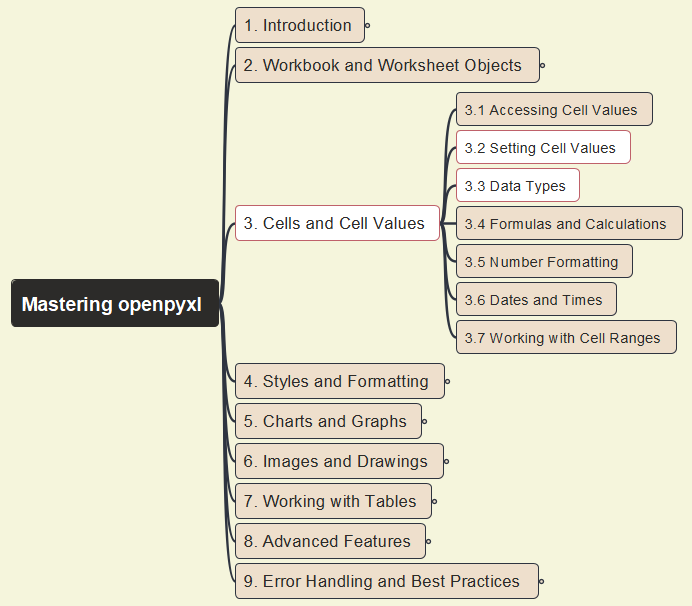 Mastering openpyxl
1. Introduction
2. Workbook and Worksheet Objects
3. Cells and Cell Values
3.1 Accessing Cell Values
3.2 Setting Cell Values
3.3 Data Types
3.4 Formulas and Calculations
3.5 Number Formatting
3.6 Dates and Times
3.7 Working with Cell Ranges
4. Styles and Formatting
5. Charts and Graphs
6. Images and Drawings
7. Working with Tables
8. Advanced Features
9. Error Handling and Best Practices